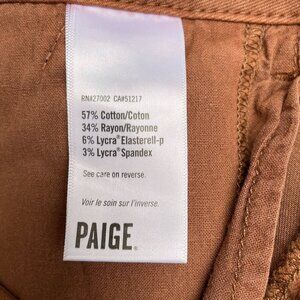 RN#27002 CA#51217
57% Cotton/Coton
34% Rayon/Rayonne
6% Lycra® Elasterell-p
3% Lycra® Spandex
See care on reverse.
Voir le soin sur l'inverse.
PAIGE®